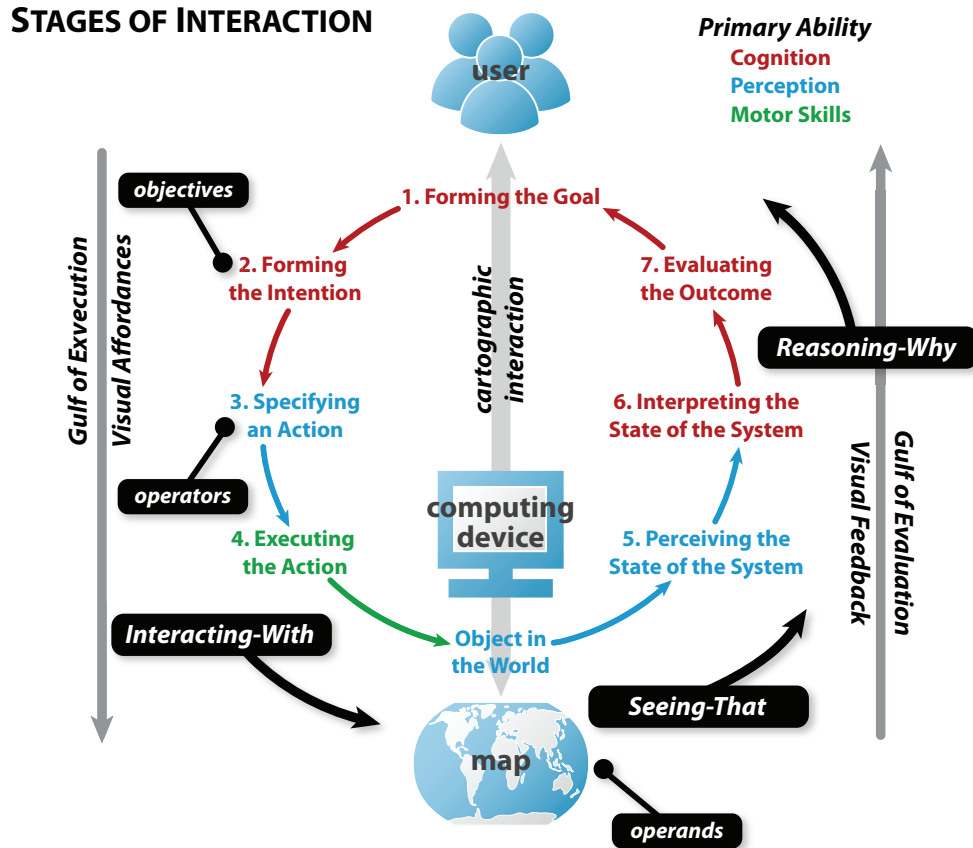 STAGES OF INTERACTION
user
Primary Ability
Cognition
Perception
Motor Skills
objectives
1. Forming the Goal
2. Forming
the Intention
7. Evaluating
the Outcome
Gulf of Exvecution
Visual Affordances
cartographic
interaction
Reasoning-Why
3. Specifying
an Action
6. Interpreting the
State of the System
operators
computing
device
4. Executing
the Action
5. Perceiving the
State of the System
Visual Feedback
Gulf of Evaluation
Interacting-With
Object in
the World
Seeing-That
map
operands